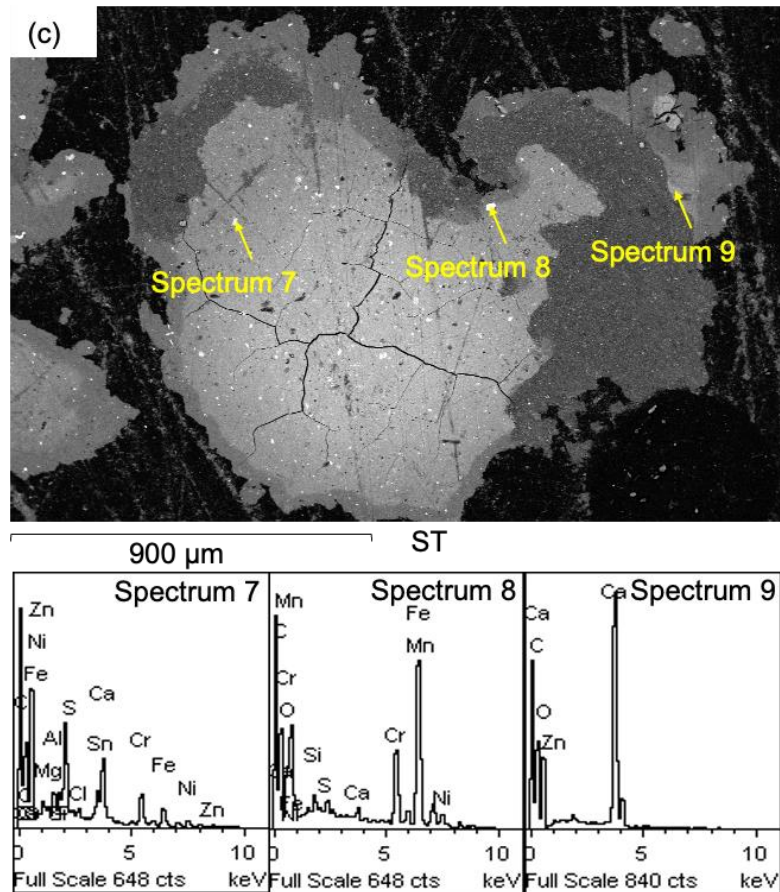 (c)
Spectrum 7
Spectrum 8
Spectrum 9
900 µm
ST
Spectrum 7
Zn
Ni
Fe
C
S
Ca
Al
Sn
Cr
Mg
Cl
Fe
Ni
Zn
0 5 10
Full Scale 648 cts keV
Spectrum 8
Mn
C
Cr
O
Si
S
Ca
Cr
Fe
Mn
Ni
Fe
0 5 10
Full Scale 648 cts keV
Spectrum 9
Ca
C
O
Zn
Ca
0 5 10
Full Scale 840 cts keV